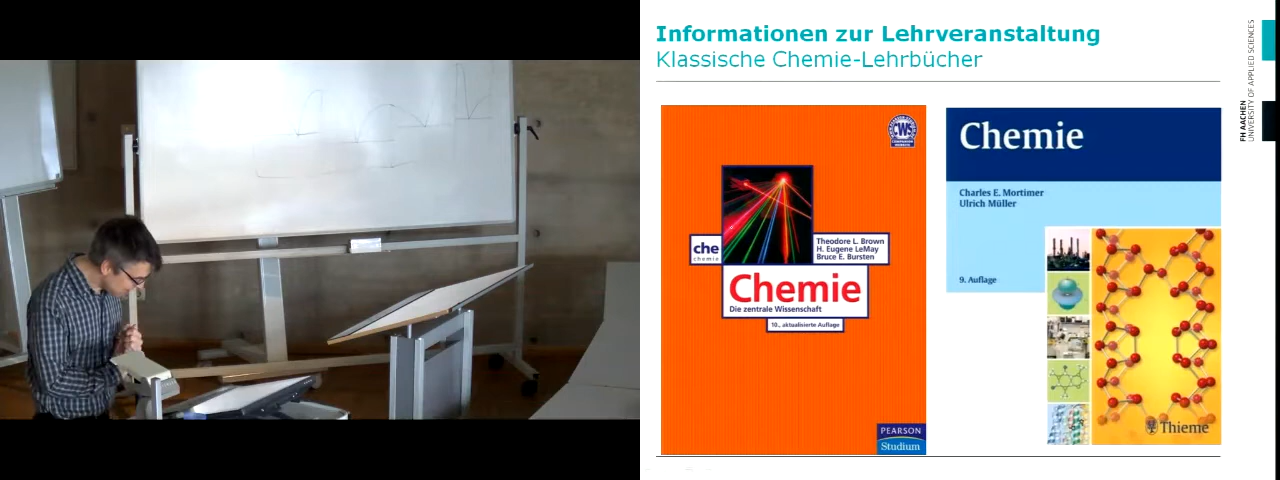 Informationen zur Lehrveranstaltung
Klassische Chemie-Lehrbücher
FH AACHEN
UNIVERSITY OF APPLIED SCIENCES
CWS
che
chemie
Theodore L. Brown
H. Eugene LeMay
Bruce E. Bursten
Chemie
Die zentrale Wissenschaft
10., aktualisierte Auflage
PEARSON
Studium
Chemie
Charles E. Mortimer
Ulrich Müller
9. Auflage
Thieme